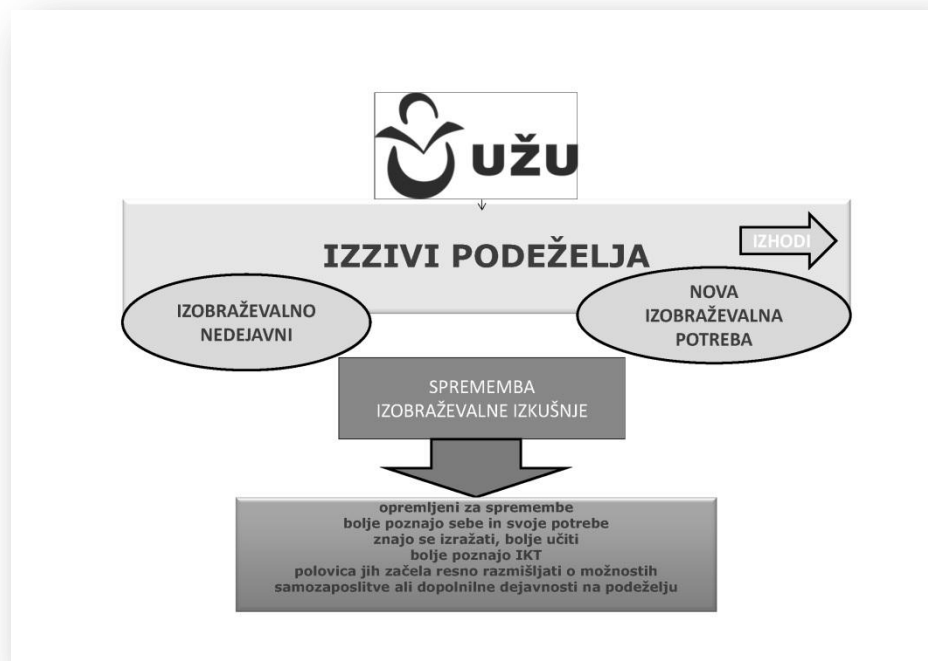 UŽU
IZZIVI PODEŽELJA
IZHODI
IZOBRAŽEVALNO
NEDEJAVNI
NOVA
IZOBRAŽEVALNA
POTREBA
SPREMEMBA
IZOBRAŽEVALNE IZKUŠNJE
opremljeni za spremembe
bolje poznajo sebe in svoje potrebe
znajo se izražati, bolje učiti
bolje poznajo IKT
polovica jih začela resno razmišljati o možnostih
samozaposlitve ali dopolnilne dejavnosti na podeželju